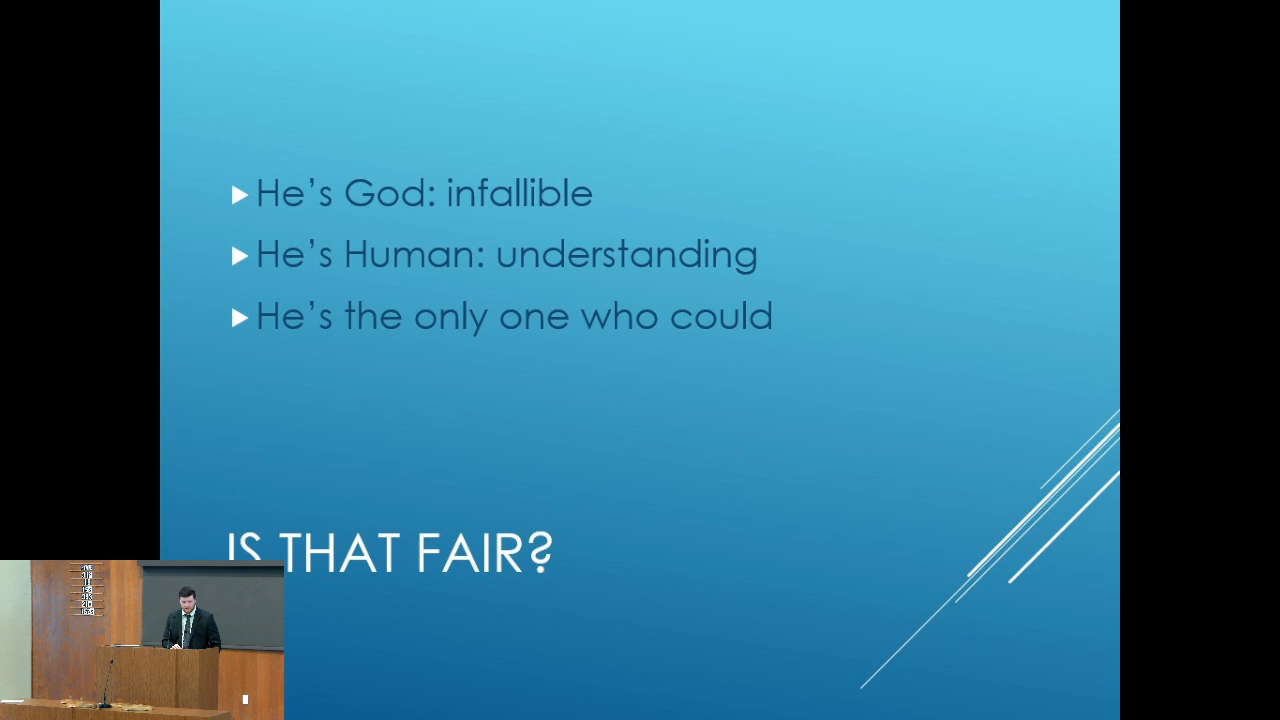 He's God: infallible
He's Human: understanding
He's the only one who could
IS THAT FAIR?